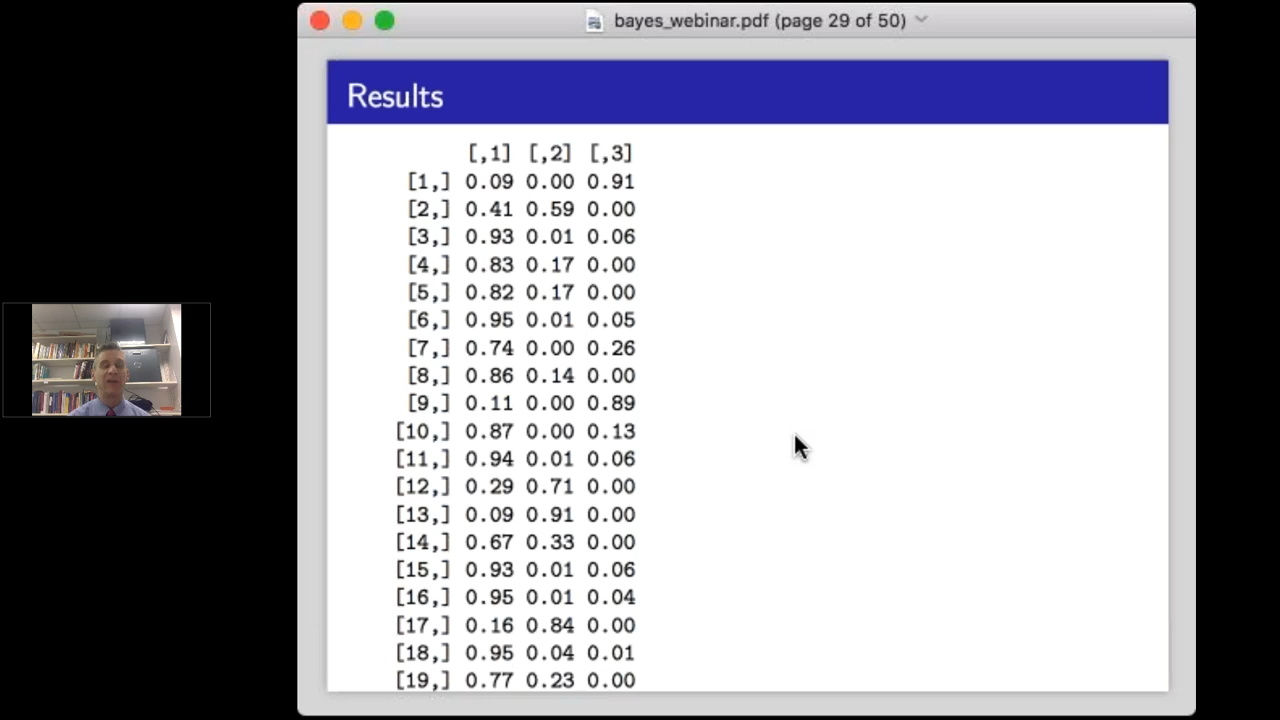 bayes_webinar.pdf (page 29 of 50)
Results
[,1] [,2] [,3]
[1,] 0.09 0.00 0.91
[2,] 0.41 0.59 0.00
[3,] 0.93 0.01 0.06
[4,] 0.83 0.17 0.00
[5,] 0.82 0.17 0.00
[6,] 0.95 0.01 0.05
[7,] 0.74 0.00 0.26
[8,] 0.86 0.14 0.00
[9,] 0.11 0.00 0.89
[10,] 0.87 0.00 0.13
[11,] 0.94 0.01 0.06
[12,] 0.29 0.71 0.00
[13,] 0.09 0.91 0.00
[14,] 0.67 0.33 0.00
[15,] 0.93 0.01 0.06
[16,] 0.95 0.01 0.04
[17,] 0.16 0.84 0.00
[18,] 0.95 0.04 0.01
[19,] 0.77 0.23 0.00